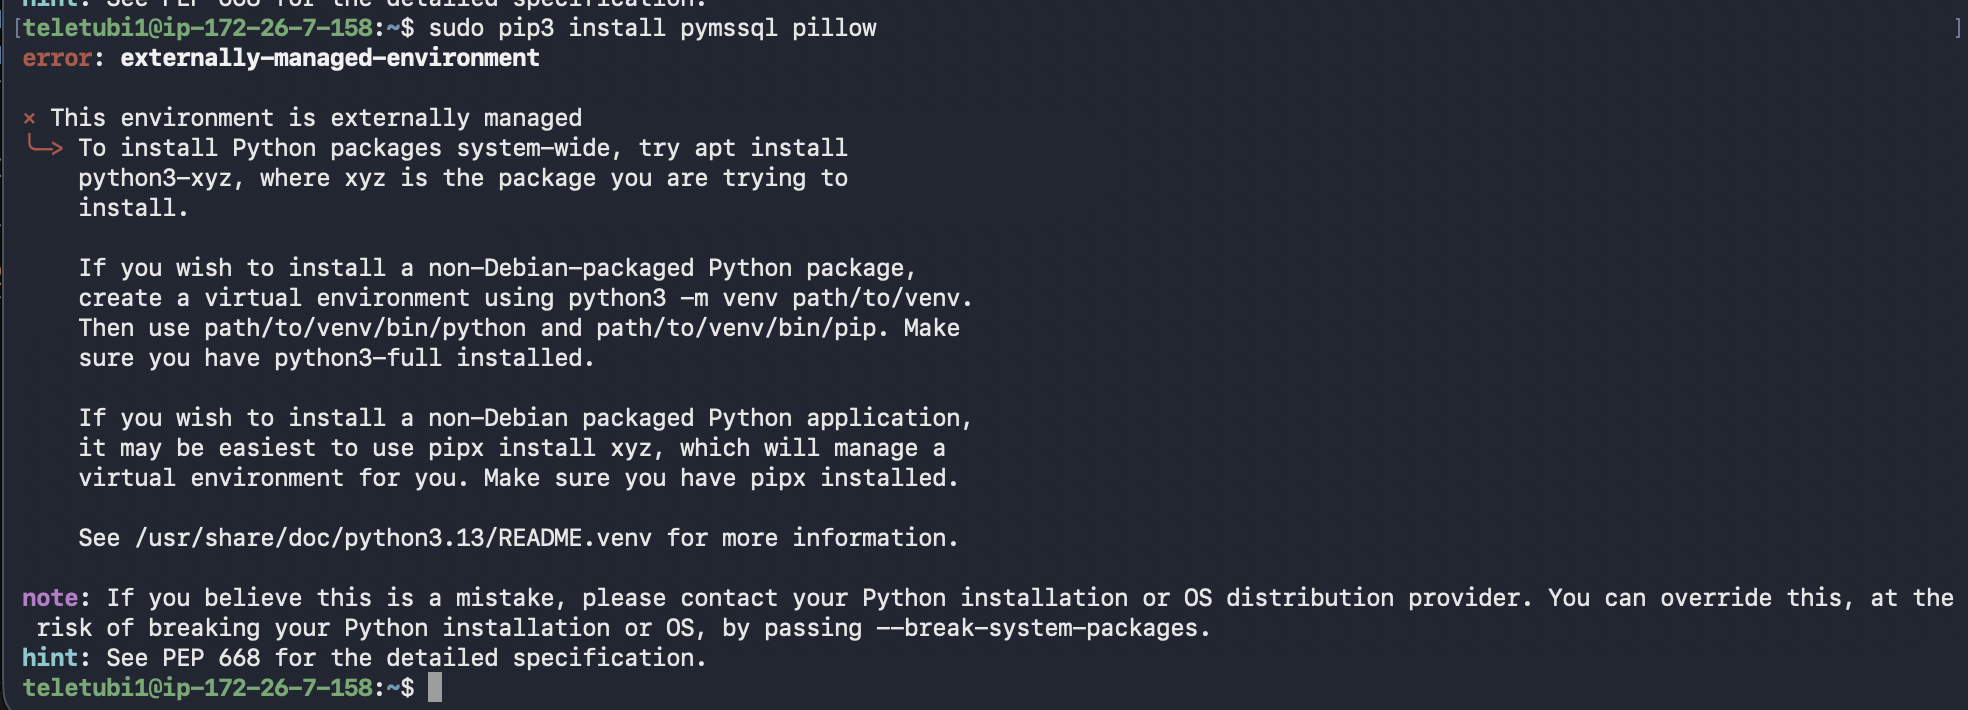 hint: See PEP 668 for the detailed specification.
[teletubi1@ip-172-26-7-158:~$ sudo pip3 install pymssql pillow ]
error: externally-managed-environment
× This environment is externally managed
╰─> To install Python packages system-wide, try apt install
python3-xyz, where xyz is the package you are trying to
install.
If you wish to install a non-Debian-packaged Python package,
create a virtual environment using python3 -m venv path/to/venv.
Then use path/to/venv/bin/python and path/to/venv/bin/pip. Make
sure you have python3-full installed.
If you wish to install a non-Debian packaged Python application,
it may be easiest to use pipx install xyz, which will manage a
virtual environment for you. Make sure you have pipx installed.
See /usr/share/doc/python3.13/README.venv for more information.
note: If you believe this is a mistake, please contact your Python installation or OS distribution provider. You can override this, at the
risk of breaking your Python installation or OS, by passing --break-system-packages.
hint: See PEP 668 for the detailed specification.
teletubi1@ip-172-26-7-158:~$